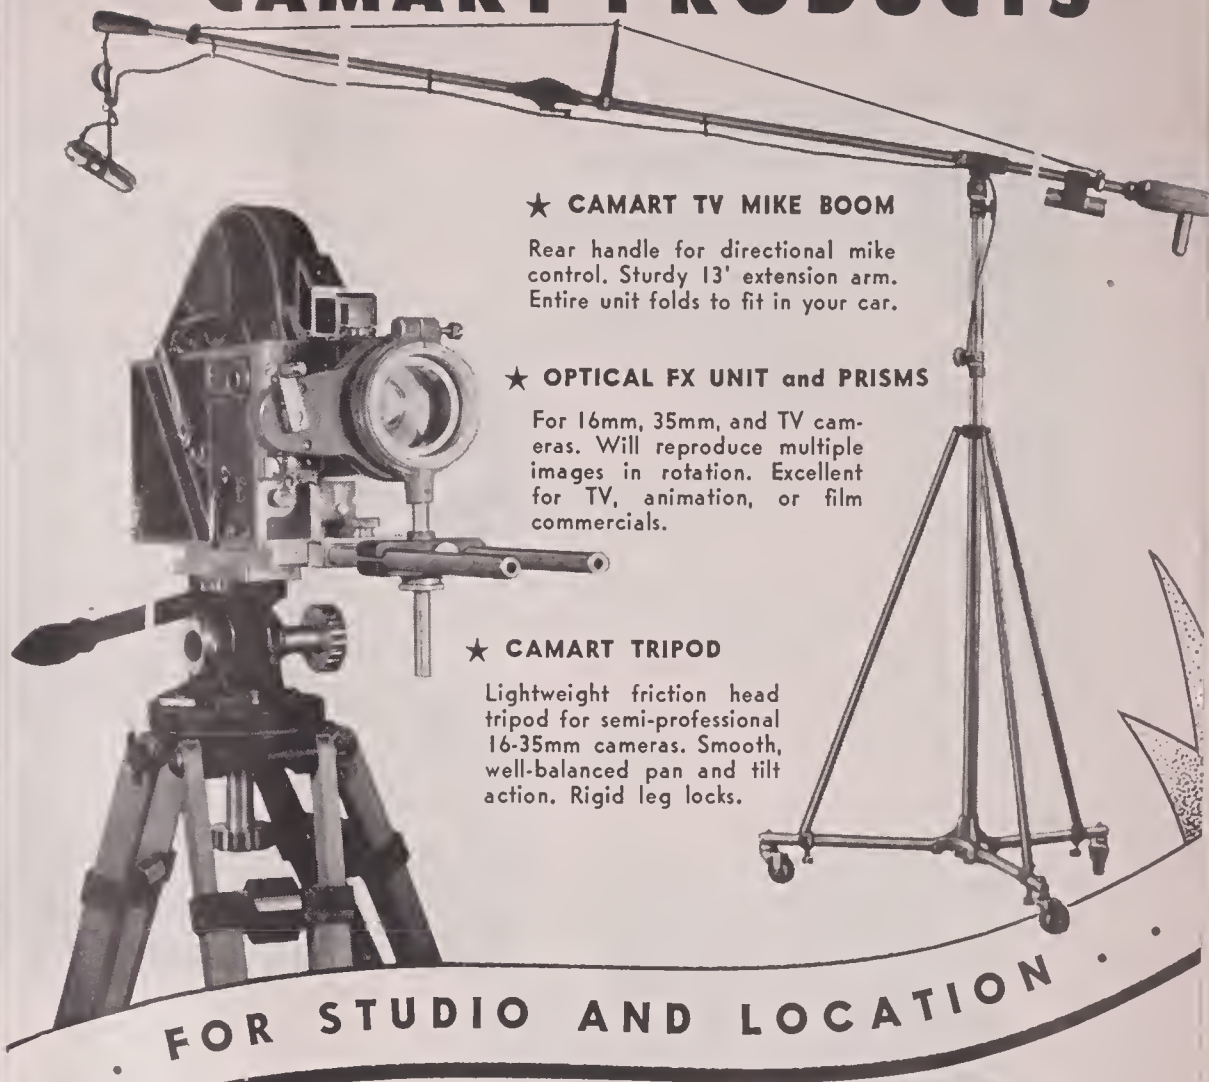 CAMART PRODUCTS
★ CAMART TV MIKE BOOM
Rear handle for directional mike
control. Sturdy 13' extension arm.
Entire unit folds to fit in your car.
★ OPTICAL FX UNIT and PRISMS
For 16mm, 35mm, and TV cam-
eras. Will reproduce multiple
images in rotation. Excellent
for TV, animation, or film
commercials.
★ CAMART TRIPOD
Lightweight friction head
tripod for semi-professional
16-35mm cameras. Smooth,
well-balanced pan and tilt
action. Rigid leg locks.
FOR STUDIO AND LOCATION